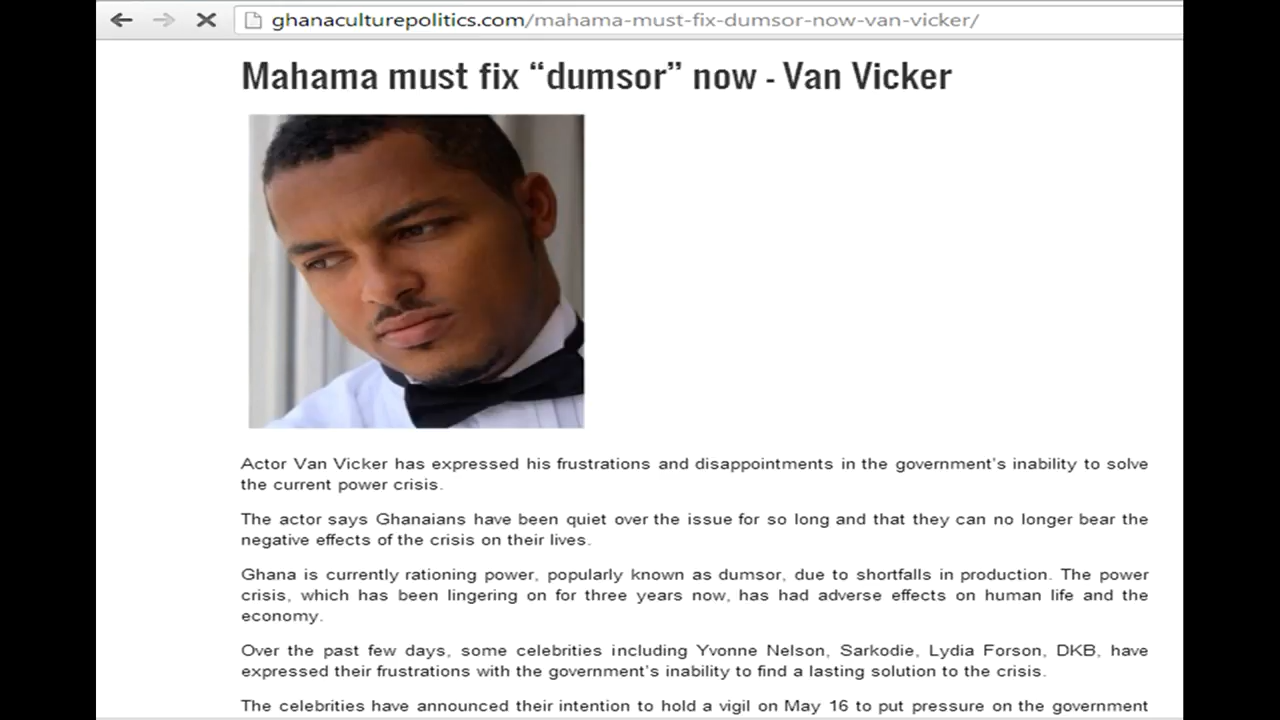 ghanaculturepolitics.com/mahama-must-fix-dumsor-now-van-vicker/
Mahama must fix “dumsor” now - Van Vicker
Actor Van Vicker has expressed his frustrations and disappointments in the government's inability to solve
the current power crisis.
The actor says Ghanaians have been quiet over the issue for so long and that they can no longer bear the
negative effects of the crisis on their lives.
Ghana is currently rationing power, popularly known as dumsor, due to shortfalls in production. The power
crisis, which has been lingering on for three years now, has had adverse effects on human life and the
economy.
Over the past few days, some celebrities including Yvonne Nelson, Sarkodie, Lydia Forson, DKB, have
expressed their frustrations with the government's inability to find a lasting solution to the crisis.
The celebrities have announced their intention to hold a vigil on May 16 to put pressure on the government